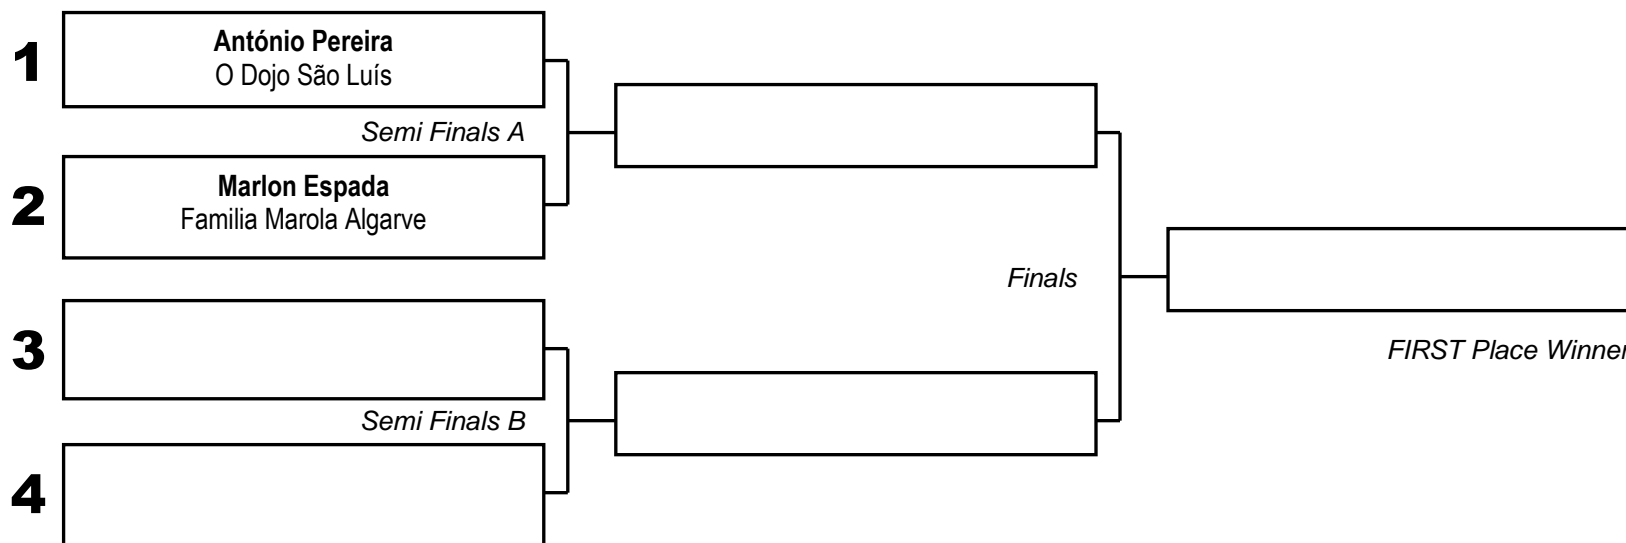 1
António Pereira
O Dojo São Luís
Semi Finals A
2
Marlon Espada
Familia Marola Algarve
Finals
3
FIRST Place Winner
Semi Finals B
4